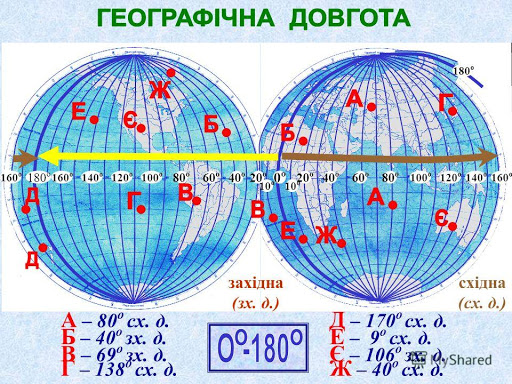 ГЕОГРАФІЧНА ДОВГОТА
180°
Ж
Е
Є
Б
А
Г
Б
160° 180° 160° 140° 120° 100° 80° 60° 40° 20° 0° 20° 40° 60° 80° 100° 120° 140° 160°
10° 10°
Д
Г
В
А
В
Є
Е
Ж
Д
західна
(зх. д.)
східна
(сх. д.)
А – 80° сх. д.
Б – 40° зх. д.
В – 69° зх. д.
Г – 138° сх. д.
0°-180°
Д – 170° сх. д.
Е – 9° сх. д.
Є – 106° зх. д.
Ж – 40° сх. д.
MyShared